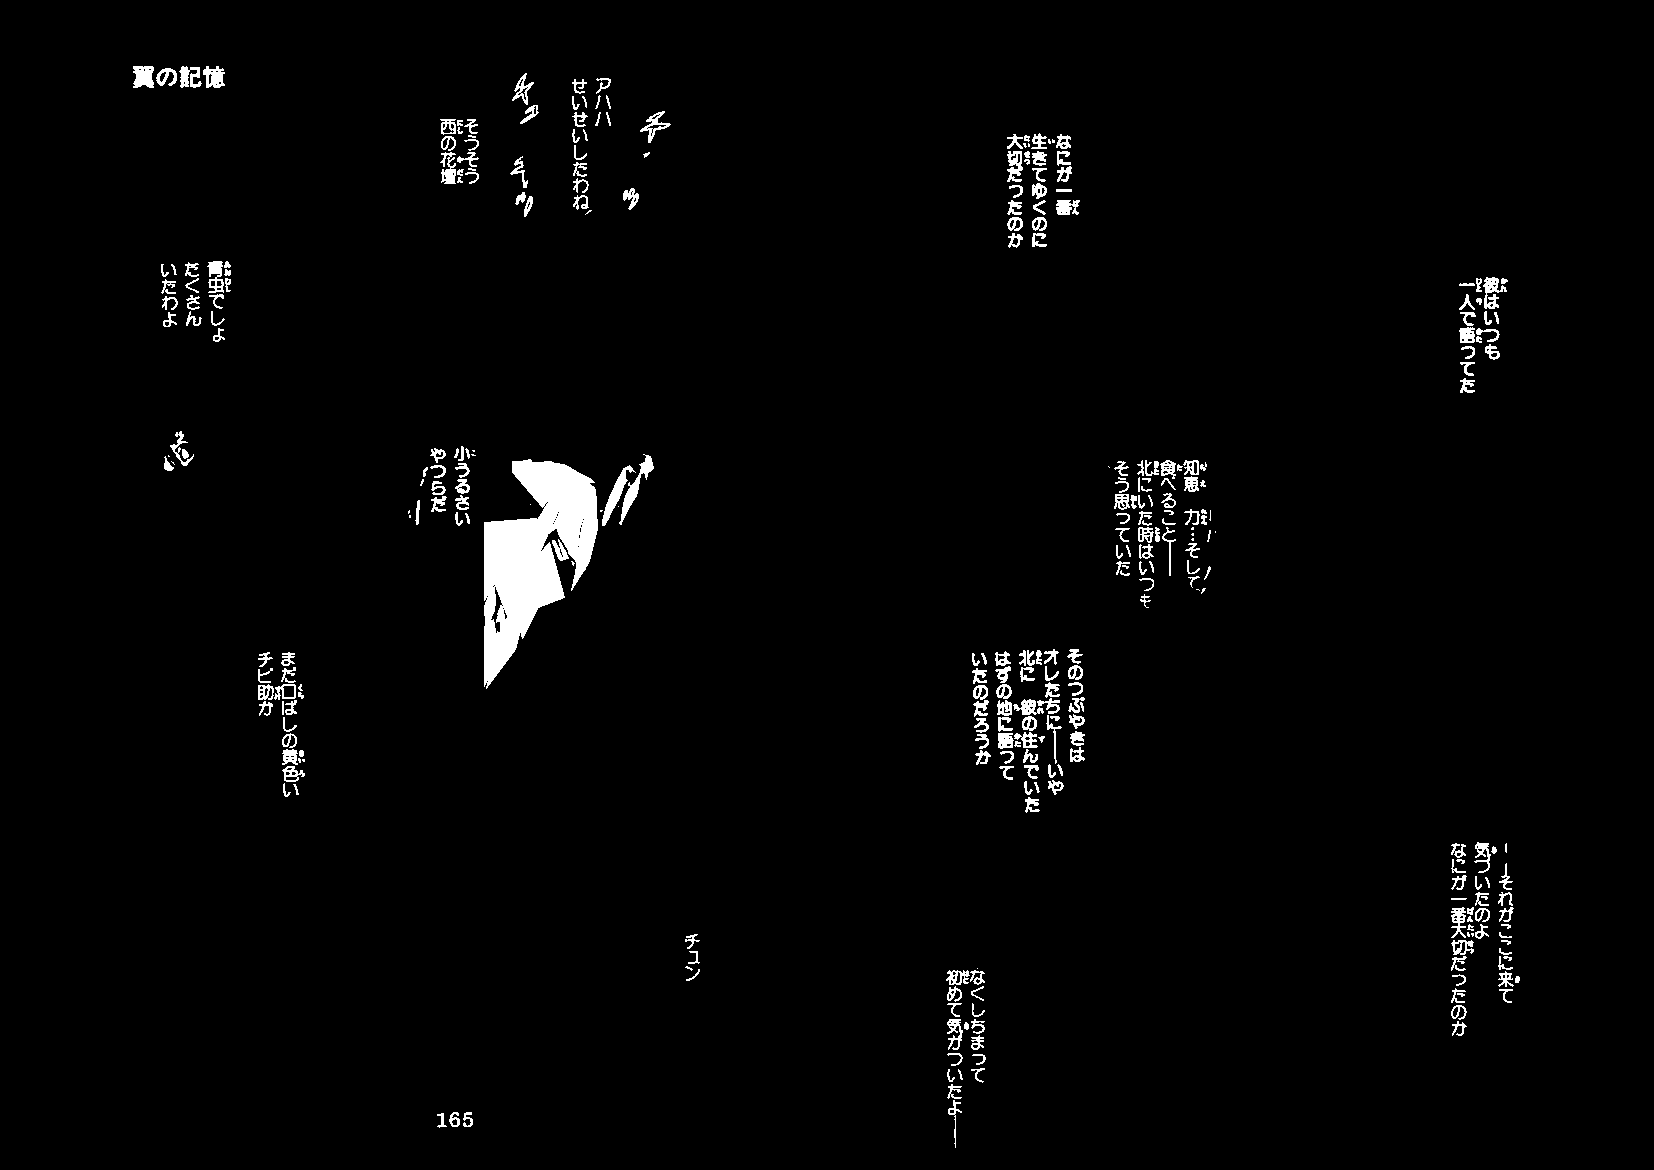 彼はいつも
一人で語ってた
なにが一番
生きてゆくのに
大切だったのか
知恵 力…そして
食べること――
北にいた時はいつも
そう思っていた
そのつぶやきは
オレたちに――いや
北に 彼の住んでいた
はずの地に語って
いたのだろうか
――それがここに来て
気づいたのよ
なにが一番大切だったのか
なくしちまって
初めて気がついたよ――
翼の記憶
アハハ
せいせいしたわね
そうそう
西の花壇
青虫でしょ
たくさん
いたわよ
小うるさい
やつらだ
まだ口ばしの黄色い
チビ助か
チュン
165